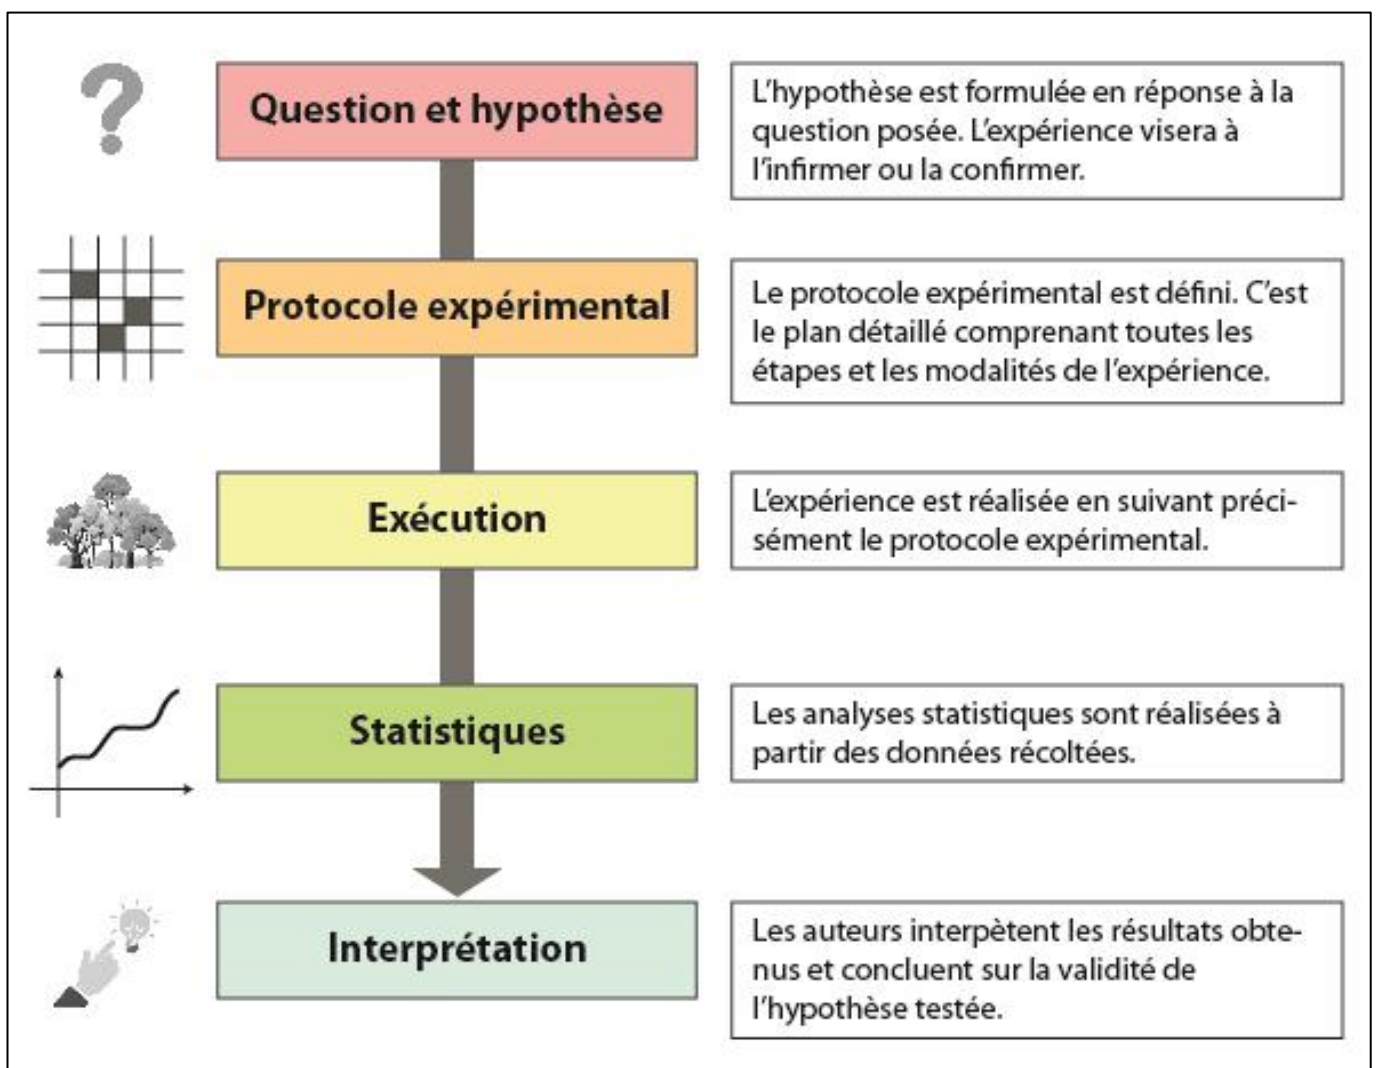 Question et hypothèse
L'hypothèse est formulée en réponse à la
question posée. L'expérience visera à
l'infirmer ou la confirmer.
Protocole expérimental
Le protocole expérimental est défini. C'est
le plan détaillé comprenant toutes les
étapes et les modalités de l'expérience.
Exécution
L'expérience est réalisée en suivant préci-
sément le protocole expérimental.
Statistiques
Les analyses statistiques sont réalisées à
partir des données récoltées.
Interprétation
Les auteurs interpètent les résultats obte-
nus et concluent sur la validité de
l'hypothèse testée.